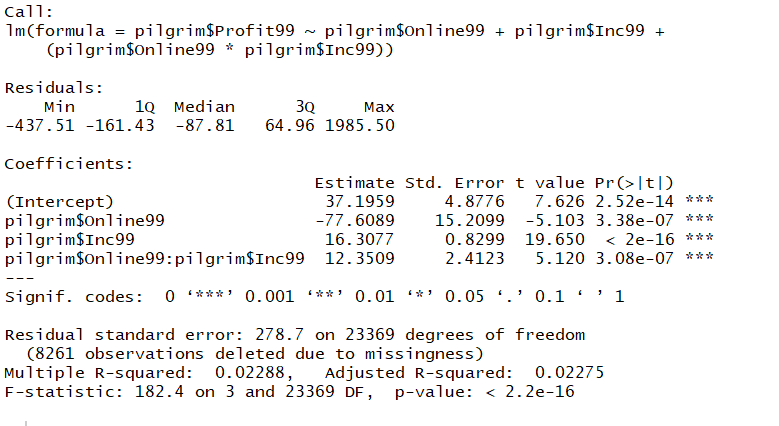 Call:
lm(formula = pilgrim$Profit99 ~ pilgrim$Online99 + pilgrim$Inc99 +
    (pilgrim$Online99 * pilgrim$Inc99))
Residuals:
    Min      1Q  Median      3Q     Max
-437.51 -161.43  -87.81   64.96 1985.50
Coefficients:
                               Estimate Std. Error t value Pr(>|t|)
(Intercept)                     37.1959     4.8776   7.626 2.52e-14 ***
pilgrim$Online99               -77.6089    15.2099  -5.103 3.38e-07 ***
pilgrim$Inc99                   16.3077     0.8299  19.650  < 2e-16 ***
pilgrim$Online99:pilgrim$Inc99  12.3509     2.4123   5.120 3.08e-07 ***
---
Signif. codes:  0 ‘***’ 0.001 ‘**’ 0.01 ‘*’ 0.05 ‘.’ 0.1 ‘ ’ 1
Residual standard error: 278.7 on 23369 degrees of freedom
  (8261 observations deleted due to missingness)
Multiple R-squared:  0.02288,   Adjusted R-squared:  0.02275
F-statistic: 182.4 on 3 and 23369 DF,  p-value: < 2.2e-16